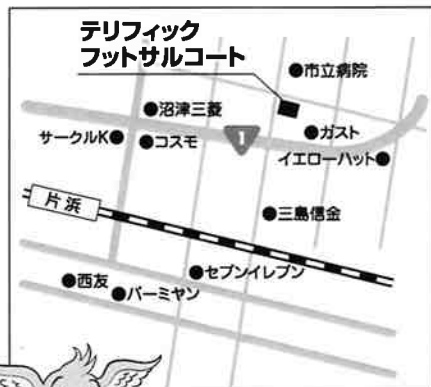 テリフィック
フットサルコート
●市立病院
●沼津三菱
●ガスト
サークルK●
●コスモ
1
イエローハット●
片浜
●三島信金
●セブンイレブン
●西友
●バーミヤン